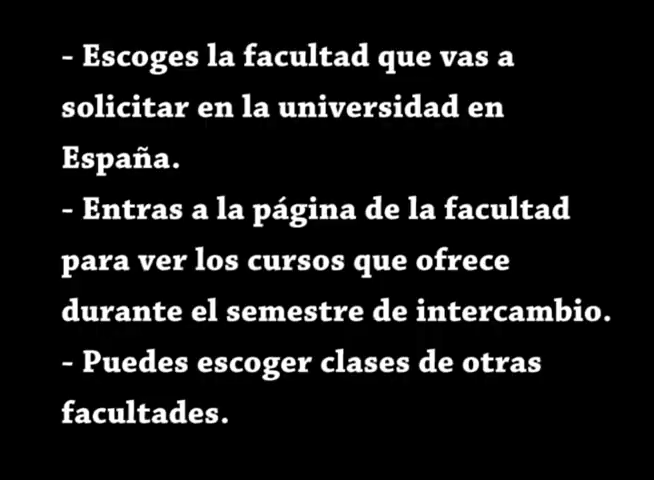 - Escoges la facultad que vas a
solicitar en la universidad en
España.
- Entras a la página de la facultad
para ver los cursos que ofrece
durante el semestre de intercambio.
- Puedes escoger clases de otras
facultades.